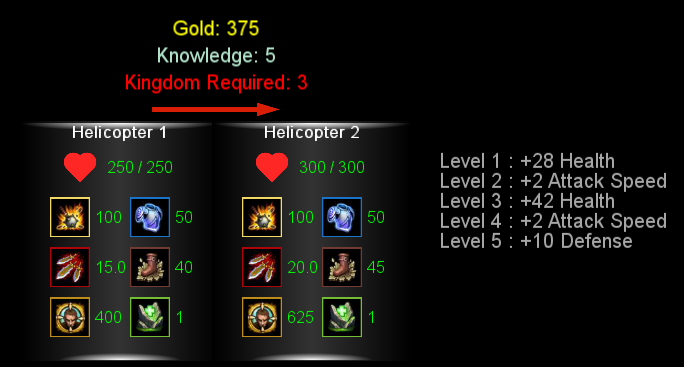 Gold: 375
Knowledge: 5
Kingdom Required: 3
Helicopter 1
250 / 250
100 50
15.0 40
400 1
Helicopter 2
300 / 300
100 50
20.0 45
625 1
Level 1 : +28 Health
Level 2 : +2 Attack Speed
Level 3 : +42 Health
Level 4 : +2 Attack Speed
Level 5 : +10 Defense